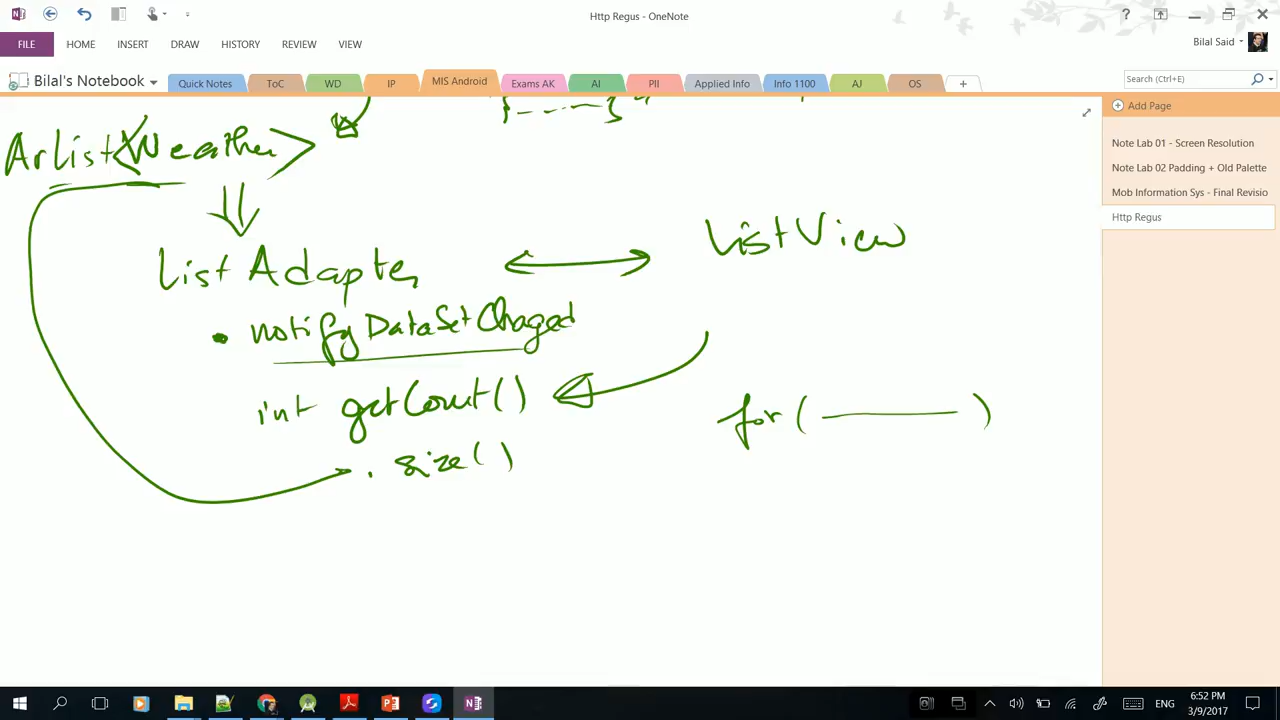 Http Regus - OneNote
Bilal Said
FILE HOME INSERT DRAW HISTORY REVIEW VIEW
Bilal's Notebook Quick Notes ToC WD IP MIS Android Exams AK AI PII Applied Info Info 1100 AJ OS
Search (Ctrl+E)
Add Page
Note Lab 01 - Screen Resolution
Note Lab 02 Padding + Old Palette
Mob Information Sys - Final Revisio
Http Regus
}-----}
ArList<Weather>
ListAdapter ListView
• notifyDataSetChaged
int getCount()
for( )
. size()
6:52 PM
ENG
3/9/2017